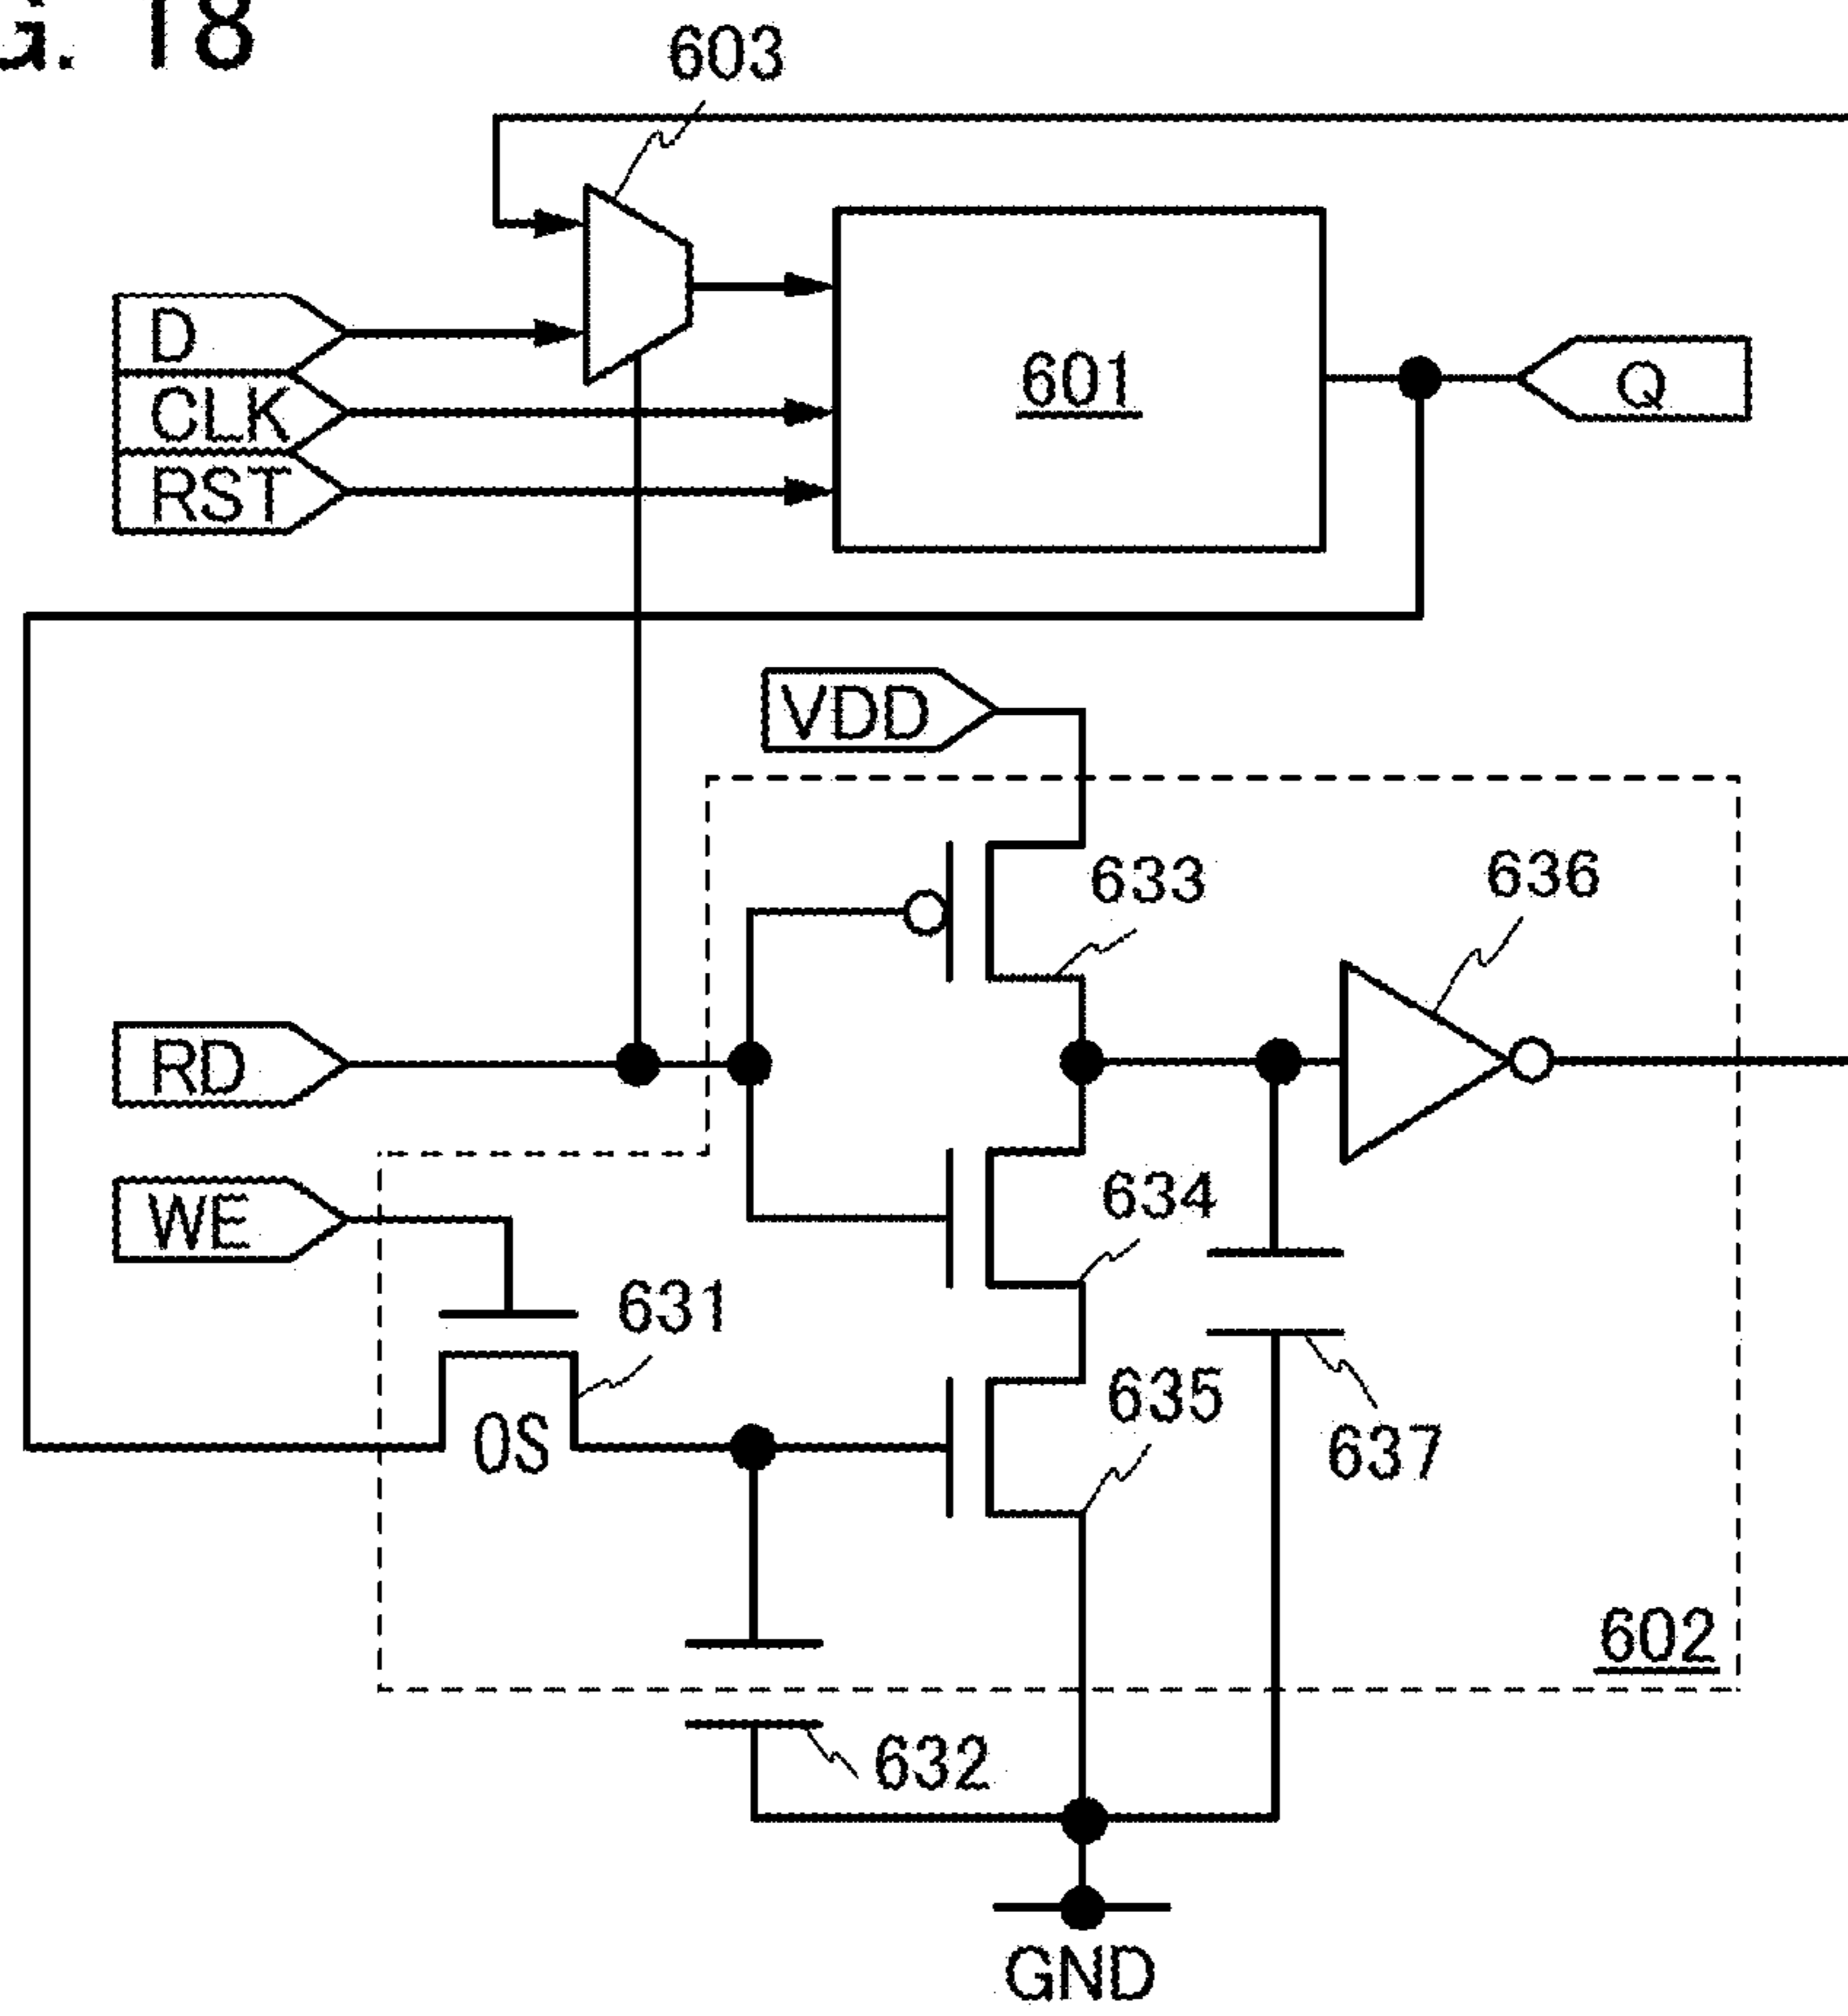 G. 18
603
D
CLK
RST
601
Q
VDD
633
636
RD
634
WE
631
635
OS
637
602
632
GND